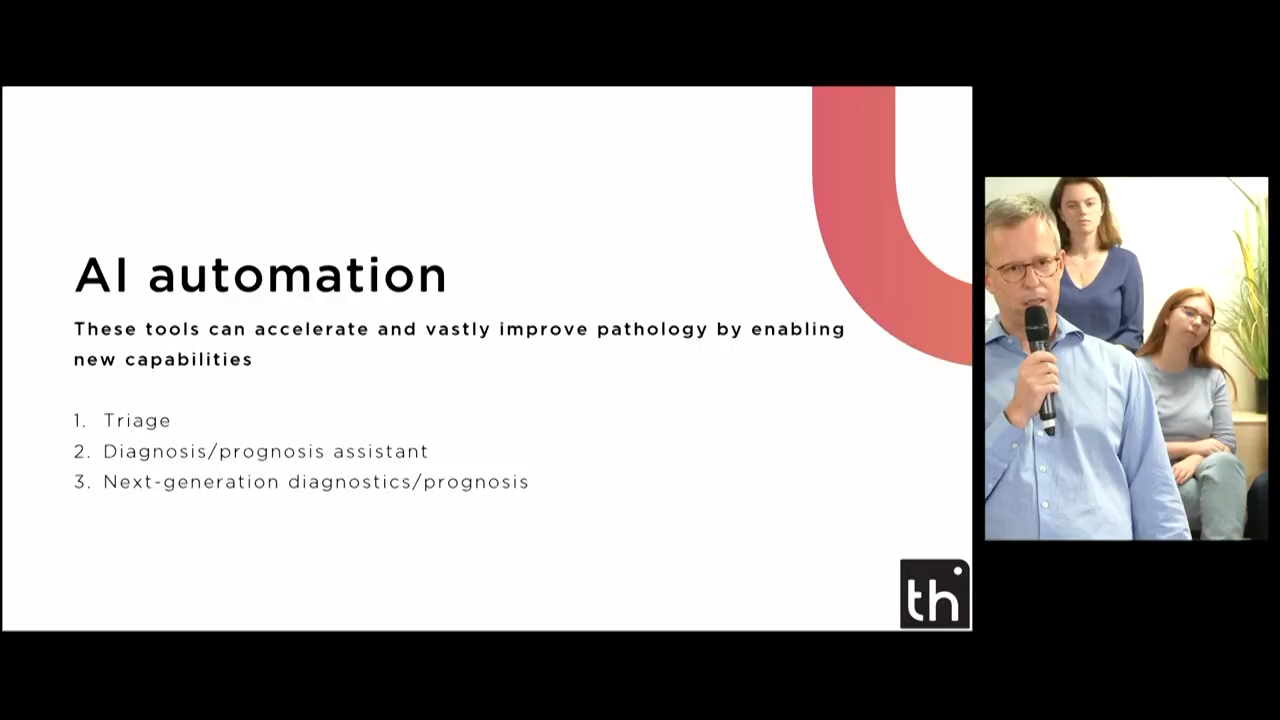 AI automation
These tools can accelerate and vastly improve pathology by enabling
new capabilities
1. Triage
2. Diagnosis/prognosis assistant
3. Next-generation diagnostics/prognosis
th